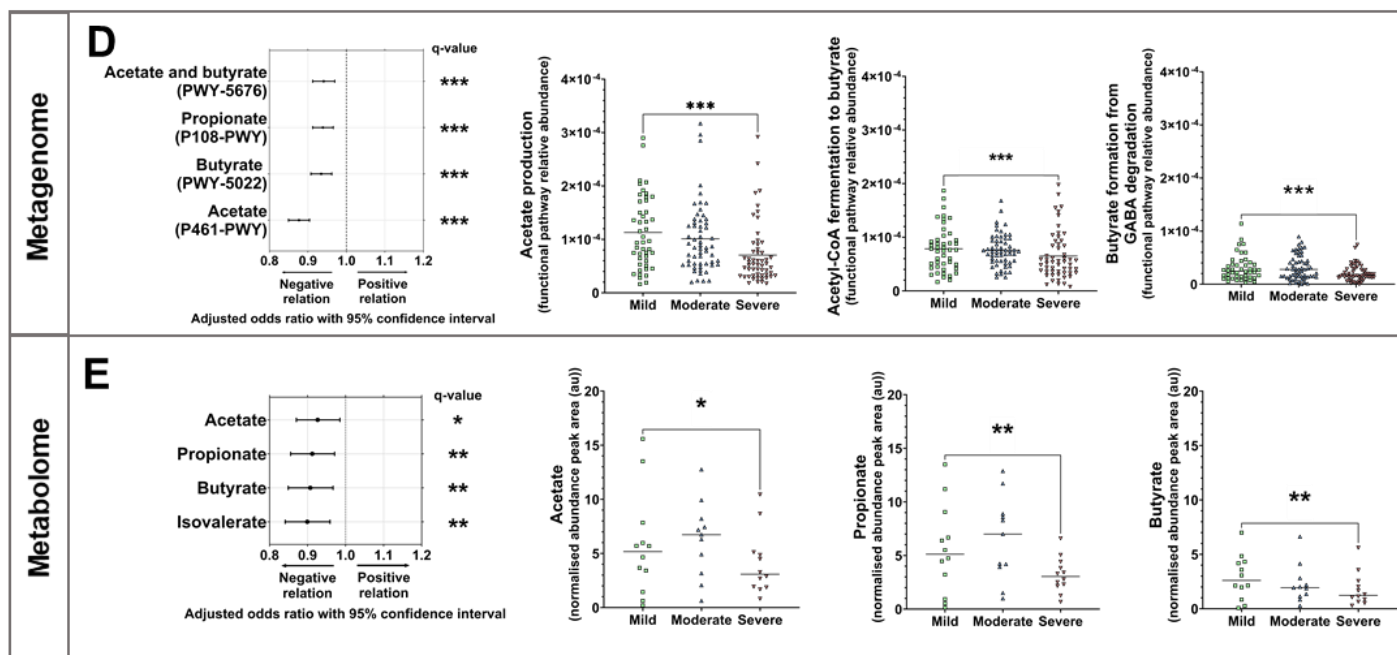 Metagenome
D
q-value
Acetate and butyrate
(PWY-5676)
***
Propionate
(P108-PWY)
***
Butyrate
(PWY-5022)
***
Acetate
(P461-PWY)
***
0.8 0.9 1.0 1.1 1.2
Negative
relation
Positive
relation
Adjusted odds ratio with 95% confidence interval
Acetate production
(functional pathway relative abundance)
4×10-4
3×10-4
2×10-4
1×10-4
0
***
Mild Moderate Severe
Acetyl-CoA fermentation to butyrate
(functional pathway relative abundance)
4×10-4
3×10-4
2×10-4
1×10-4
0
***
Mild Moderate Severe
Butyrate formation from
GABA degradation
(functional pathway relative abundance)
4×10-4
3×10-4
2×10-4
1×10-4
0
***
Mild Moderate Severe
Metabolome
E
q-value
Acetate *
Propionate **
Butyrate **
Isovalerate **
0.8 0.9 1.0 1.1 1.2
Negative
relation
Positive
relation
Adjusted odds ratio with 95% confidence interval
Acetate
(normalised abundance peak area (au))
20
15
10
5
0
*
Mild Moderate Severe
Propionate
(normalised abundance peak area (au))
20
15
10
5
0
**
Mild Moderate Severe
Butyrate
(normalised abundance peak area (au))
20
15
10
5
0
**
Mild Moderate Severe